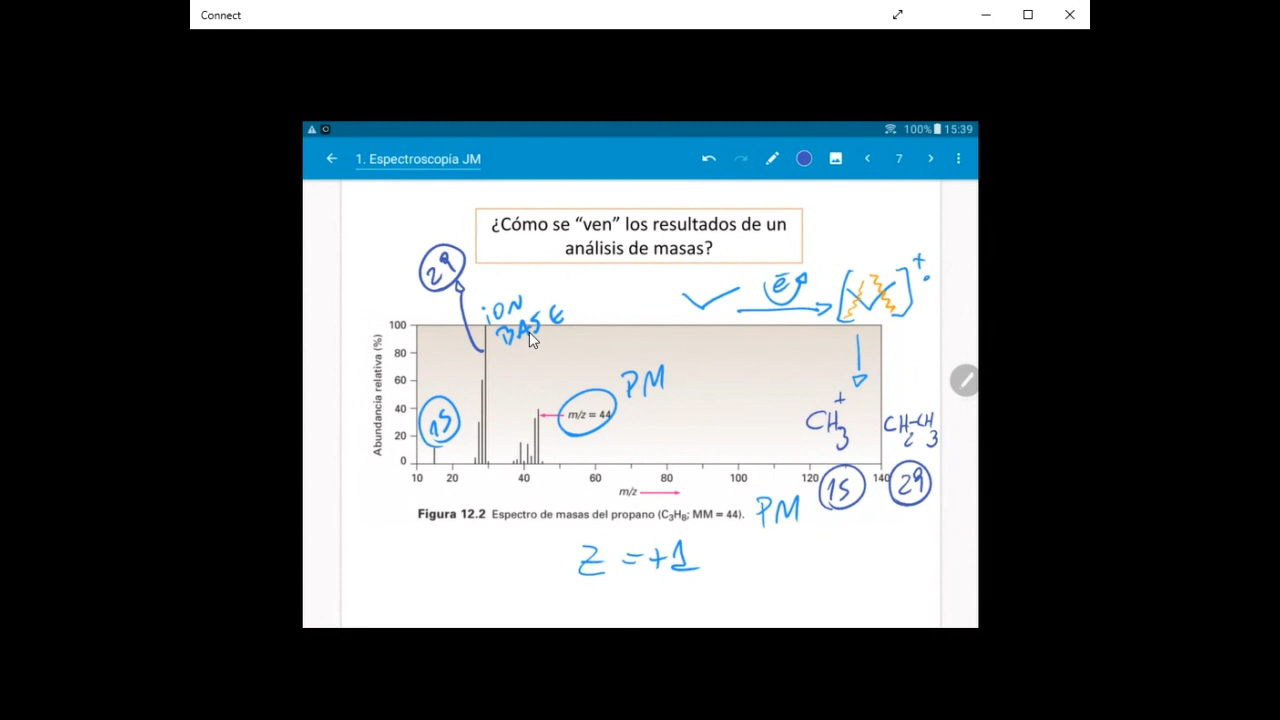 Connect
100% 15:39
1. Espectroscopía JM
7
¿Cómo se “ven” los resultados de un
análisis de masas?
29
ē
+
.
iON
BASE
100
80
60
40
20
0
Abundancia relativa (%)
15
m/z = 44
PM
+
CH3
CH2-CH3
10 20 40 60 80 100 120 140
15
29
m/z
Figura 12.2 Espectro de masas del propano (C3H8; MM = 44).
PM
Z = +1